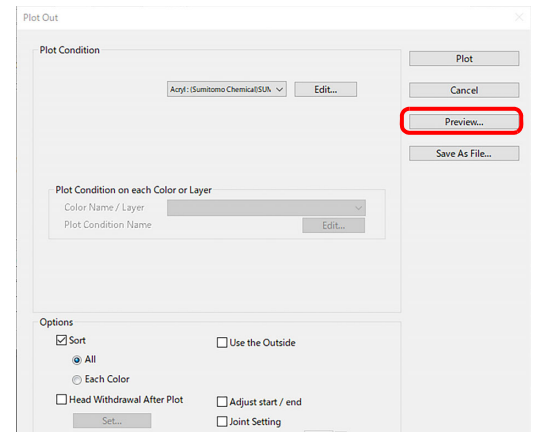 Plot Out
Plot Condition
Plot
Acryl : (Sumitomo Chemical)SUM
Edit...
Cancel
Preview...
Save As File...
Plot Condition on each Color or Layer
Color Name / Layer
Plot Condition Name
Edit...
Options
Sort
Use the Outside
All
Each Color
Head Withdrawal After Plot
Adjust start / end
Set...
Joint Setting